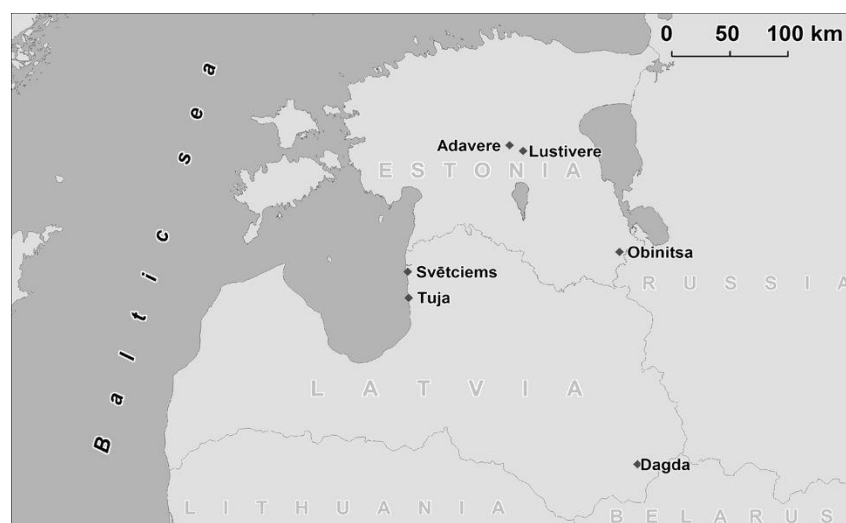 0 50 100 km
Baltic sea
Adavere
Lustivere
ESTONIA
Obinitsa
Svētciems
RUSSIA
Tuja
LATVIA
Dagda
LITHUANIA
BELARUS